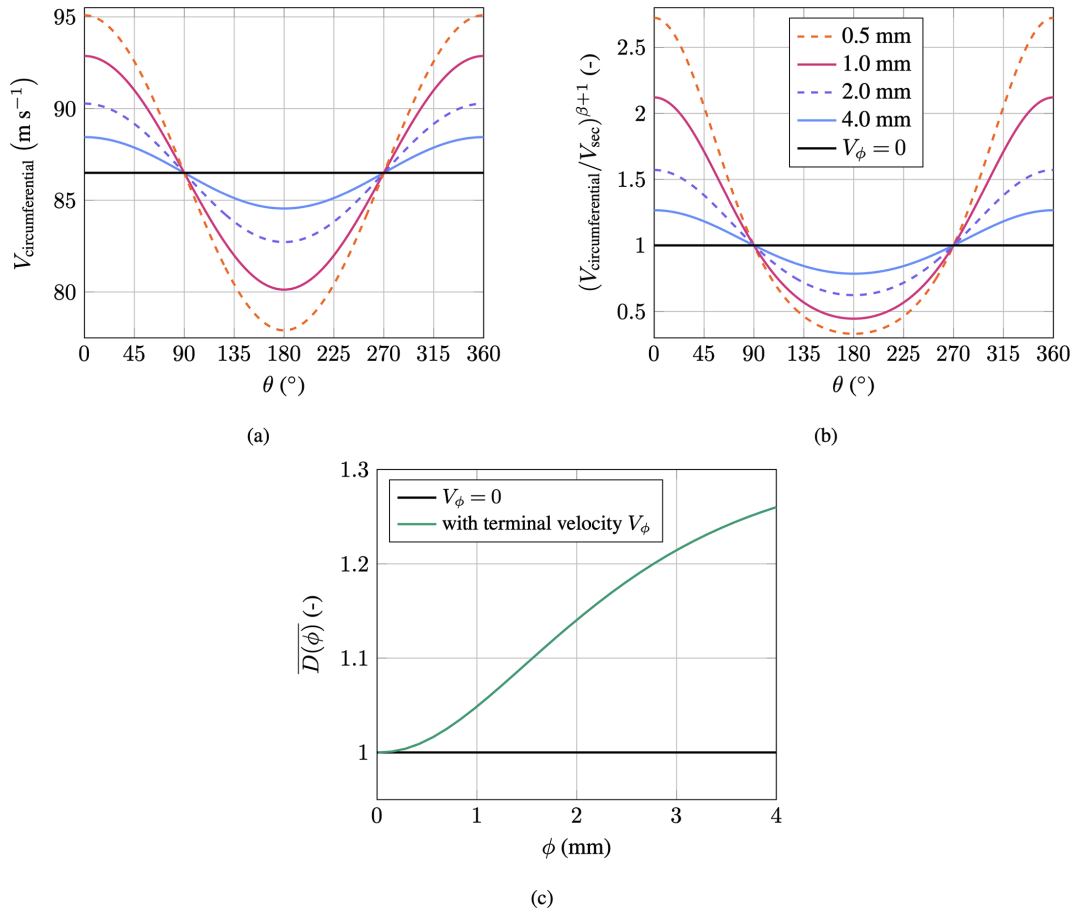 95
90
85
80
V_circumferential (m s⁻¹)
0 45 90 135 180 225 270 315 360
θ (°)
(a)
2.5
2
1.5
1
0.5
(V_circumferential/V_sec)^{β+1} (-)
0.5 mm
1.0 mm
2.0 mm
4.0 mm
V_ϕ = 0
0 45 90 135 180 225 270 315 360
θ (°)
(b)
1.3
1.2
1.1
1
\overline{D(ϕ)} (-)
V_ϕ = 0
with terminal velocity V_ϕ
0 1 2 3 4
ϕ (mm)
(c)